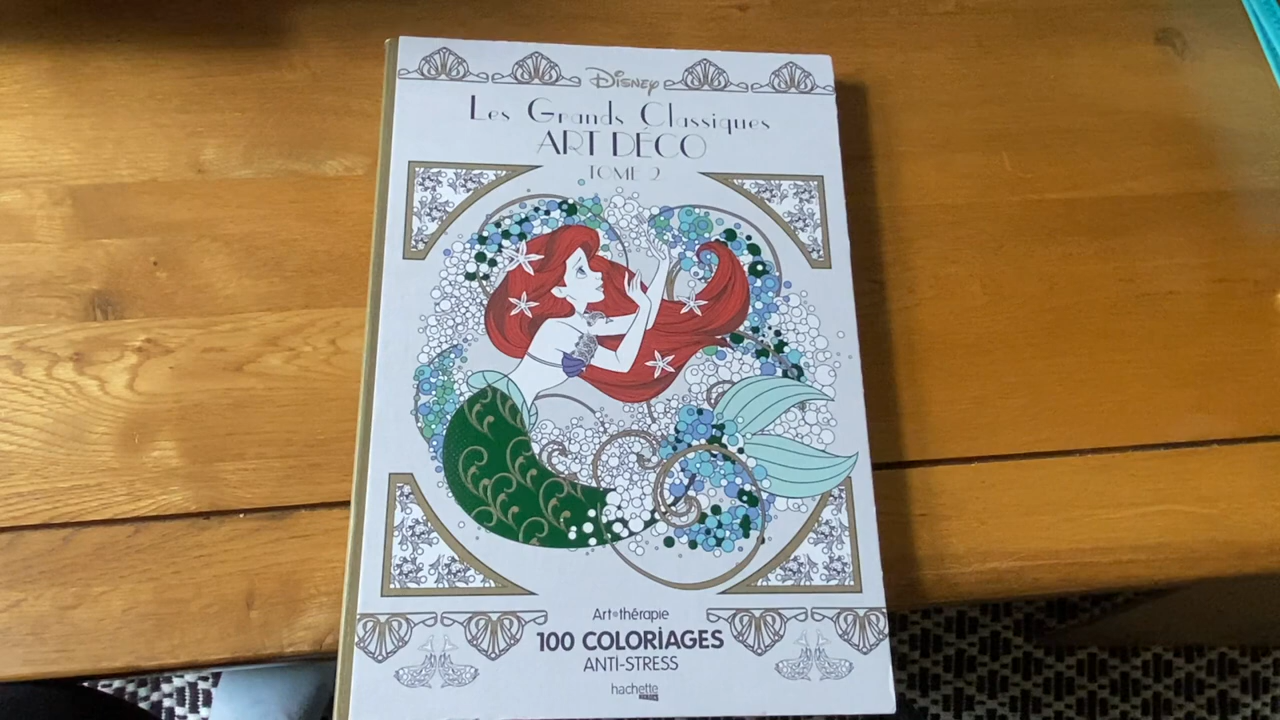 Disney
Les Grands Classiques
ART DÉCO
TOME 2
Art•thérapie
100 COLORiAGES
ANTI-STRESS
hachette